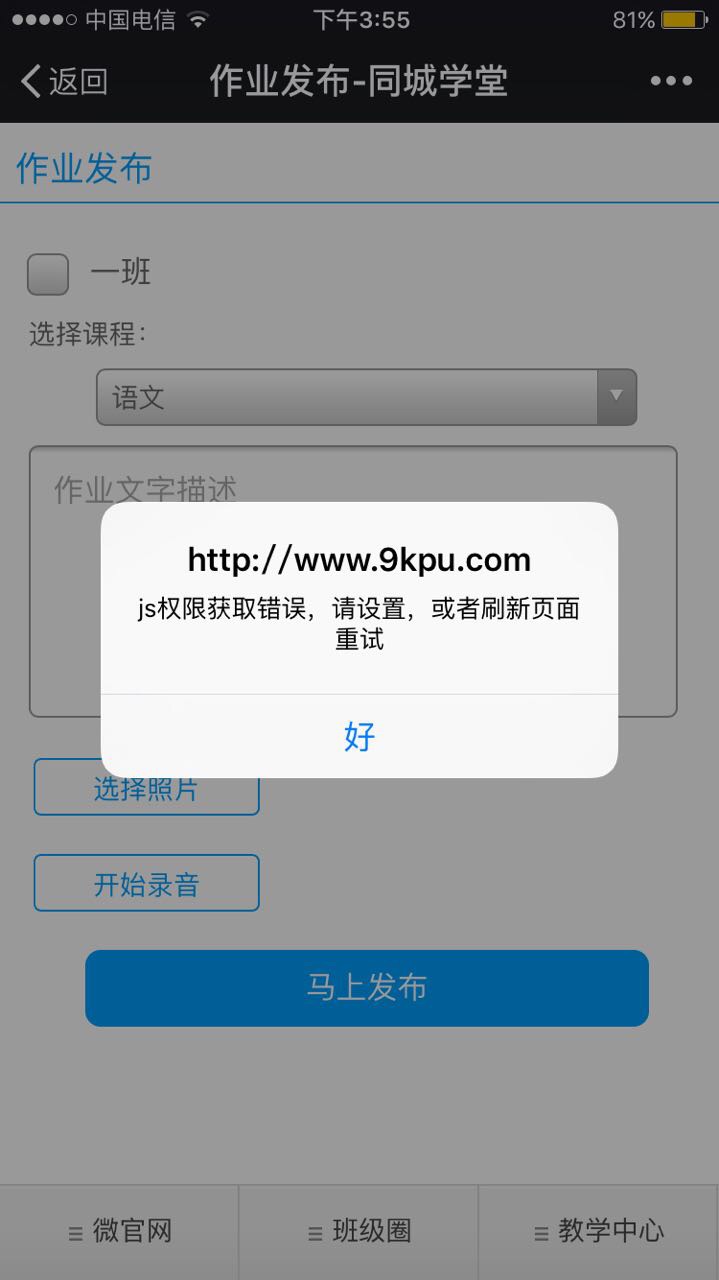 中国电信 下午3:55 81%
返回 作业发布-同城学堂
作业发布
一班
选择课程：
语文
作业文字描述
http://www.9kpu.com
js权限获取错误，请设置，或者刷新页面
重试
好
选择照片
开始录音
马上发布
微官网 班级圈 教学中心